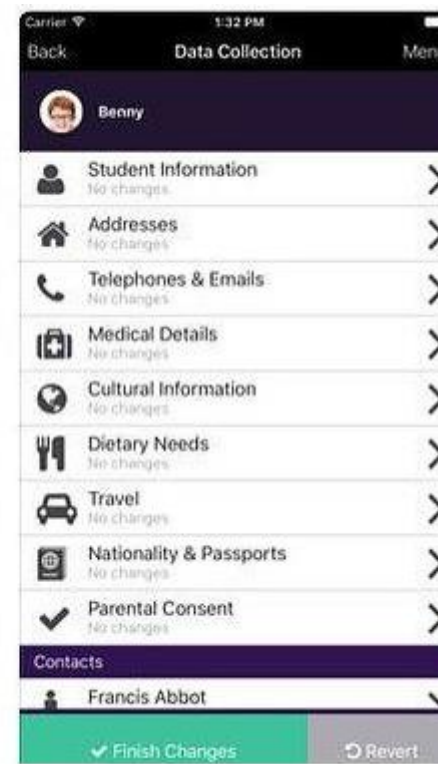 Carrier 1:32 PM
Back Data Collection Men
Benny
Student Information
No changes
Addresses
No changes
Telephones & Emails
No changes
Medical Details
No changes
Cultural Information
No changes
Dietary Needs
No changes
Travel
No changes
Nationality & Passports
No changes
Parental Consent
No changes
Contacts
Francis Abbot
Finish Changes Revert